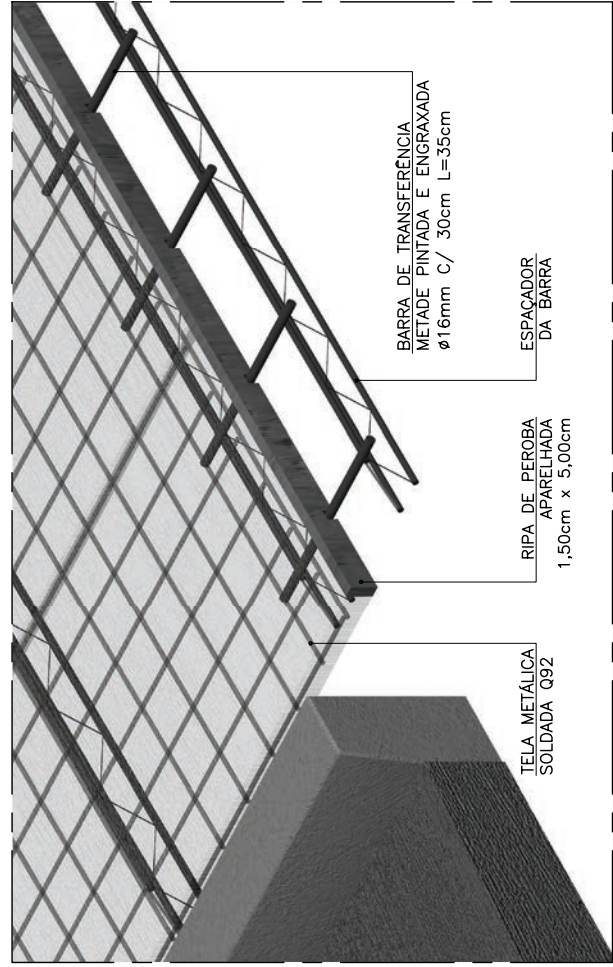 BARRA DE TRANSFERÊNCIA
METADE PINTADA E ENGRAXADA
ø16mm C/ 30cm L=35cm
ESPAÇADOR
DA BARRA
RIPA DE PEROBA
APARELHADA
1,50cm x 5,00cm
TELA METÁLICA
SOLDADA Q92